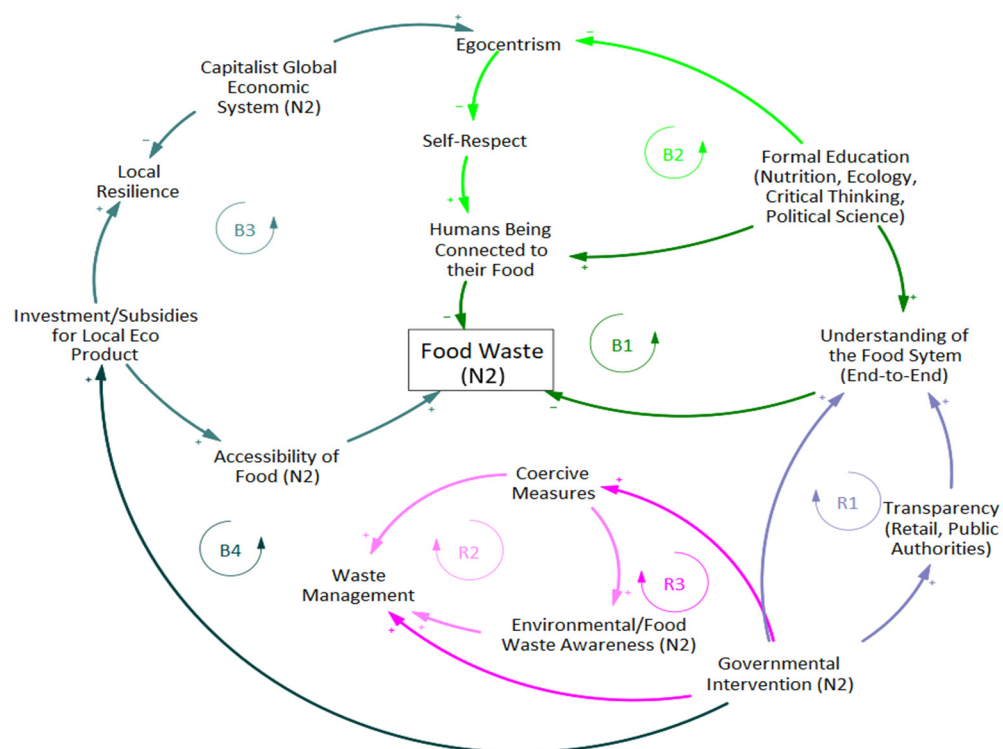 Egocentrism
Capitalist Global
Economic
System (N2)
Self-Respect
B2
Formal Education
(Nutrition, Ecology,
Critical Thinking,
Political Science)
Local
Resilience
B3
Humans Being
Connected to
their Food
Investment/Subsidies
for Local Eco
Product
Food Waste
(N2)
B1
Understanding of
the Food Sytem
(End-to-End)
Accessibility of
Food (N2)
Coercive
Measures
R1
Transparency
(Retail, Public
Authorities)
B4
R2
Waste
Management
R3
Environmental/Food
Waste Awareness (N2)
Governmental
Intervention (N2)